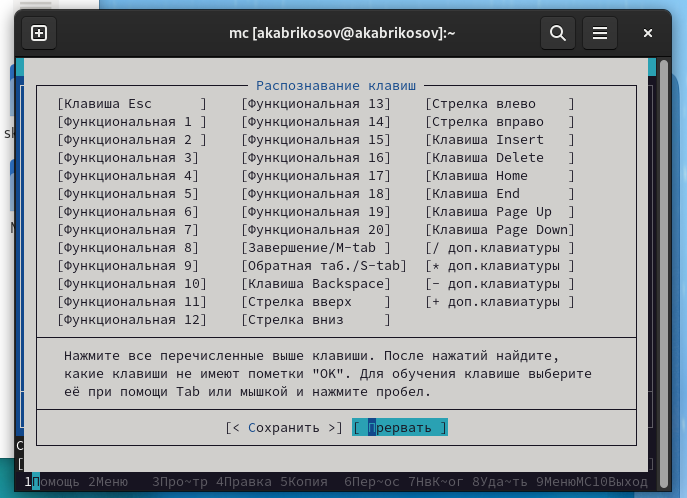 mc [akabrikosov@akabrikosov]:~
Распознавание клавиш
[Клавиша Esc ] [Функциональная 13] [Стрелка влево ]
[Функциональная 1 ] [Функциональная 14] [Стрелка вправо ]
[Функциональная 2 ] [Функциональная 15] [Клавиша Insert ]
[Функциональная 3] [Функциональная 16] [Клавиша Delete ]
[Функциональная 4] [Функциональная 17] [Клавиша Home ]
[Функциональная 5] [Функциональная 18] [Клавиша End ]
[Функциональная 6] [Функциональная 19] [Клавиша Page Up ]
[Функциональная 7] [Функциональная 20] [Клавиша Page Down]
[Функциональная 8] [Завершение/M-tab ] [/ доп.клавиатуры ]
[Функциональная 9] [Обратная таб./S-tab] [* доп.клавиатуры ]
[Функциональная 10] [Клавиша Backspace] [- доп.клавиатуры ]
[Функциональная 11] [Стрелка вверх ] [+ доп.клавиатуры ]
[Функциональная 12] [Стрелка вниз ]
Нажмите все перечисленные выше клавиши. После нажатий найдите,
какие клавиши не имеют пометки "OK". Для обучения клавише выберите
её при помощи Tab или мышкой и нажмите пробел.
[< Сохранить >] [ Прервать ]
1Помощь 2Меню 3Про~тр 4Правка 5Копия 6Пер~ос 7НвК~ог 8Уда~ть 9МенюMC10Выход